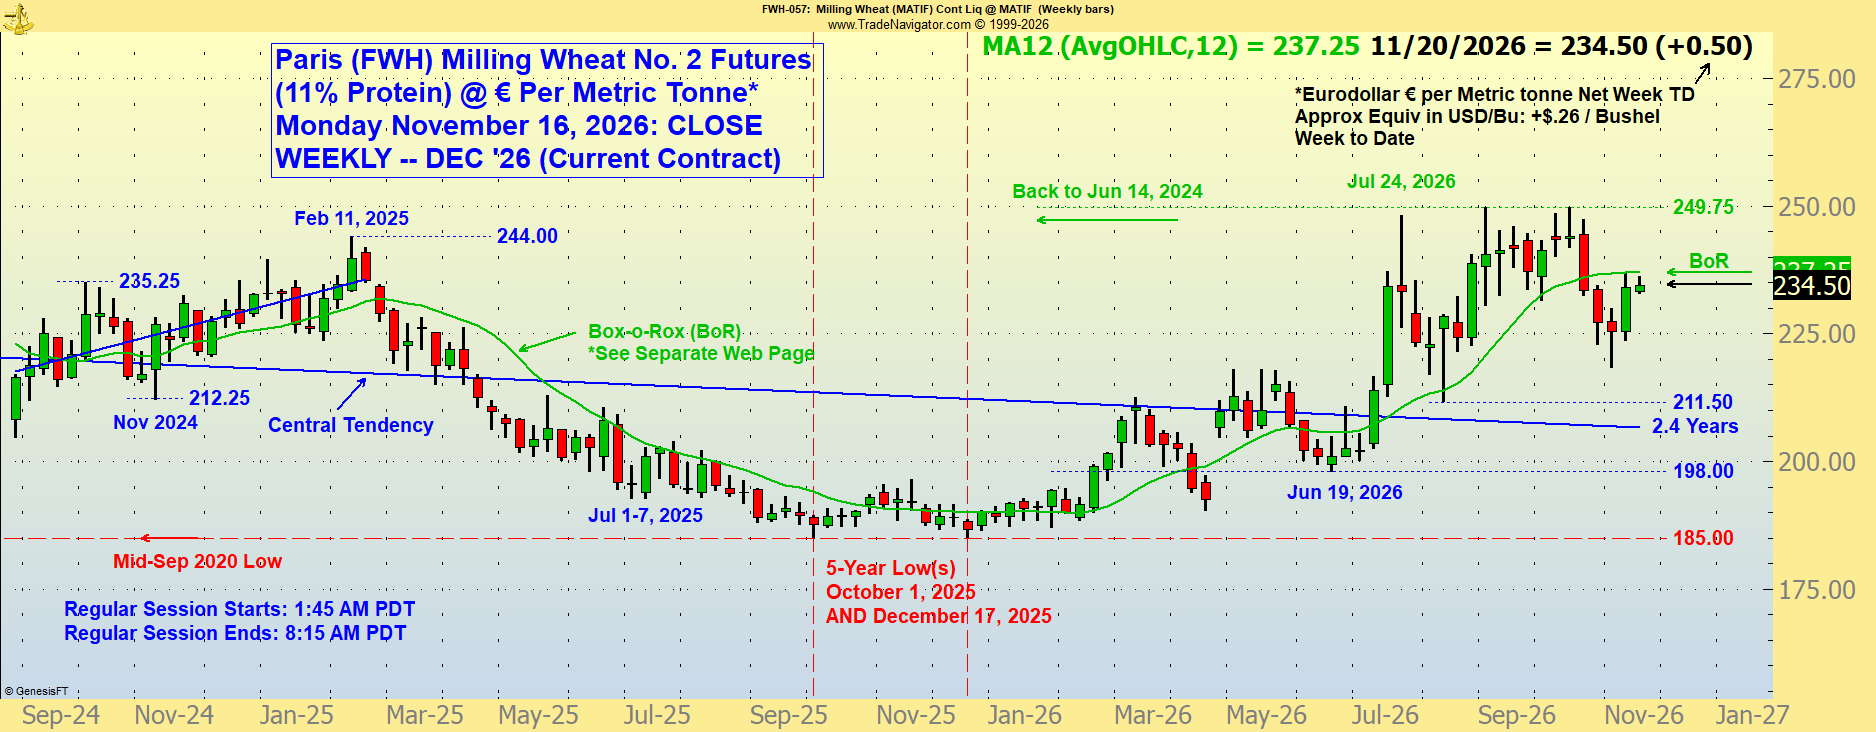 FWH-057: Milling Wheat (MATIF) Cont Liq @ MATIF (Weekly bars)
www.TradeNavigator.com © 1999-2026
MA12 (AvgOHLC,12) = 237.25 11/20/2026 = 234.50 (+0.50)
Paris (FWH) Milling Wheat No. 2 Futures
(11% Protein) @ € Per Metric Tonne*
Monday November 16, 2026: CLOSE
WEEKLY -- DEC '26 (Current Contract)
*Eurodollar € per Metric tonne Net Week TD
Approx Equiv in USD/Bu: +$.26 / Bushel
Week to Date
275.00
Back to Jun 14, 2024
Jul 24, 2026
249.75
250.00
Feb 11, 2025
244.00
235.25
BoR
237.25
234.50
Box-o-Rox (BoR)
*See Separate Web Page
225.00
212.25
Nov 2024
Central Tendency
211.50
2.4 Years
200.00
198.00
Jun 19, 2026
Jul 1-7, 2025
185.00
Mid-Sep 2020 Low
5-Year Low(s)
October 1, 2025
AND December 17, 2025
175.00
Regular Session Starts: 1:45 AM PDT
Regular Session Ends: 8:15 AM PDT
© GenesisFT
Sep-24 Nov-24 Jan-25 Mar-25 May-25 Jul-25 Sep-25 Nov-25 Jan-26 Mar-26 May-26 Jul-26 Sep-26 Nov-26 Jan-27